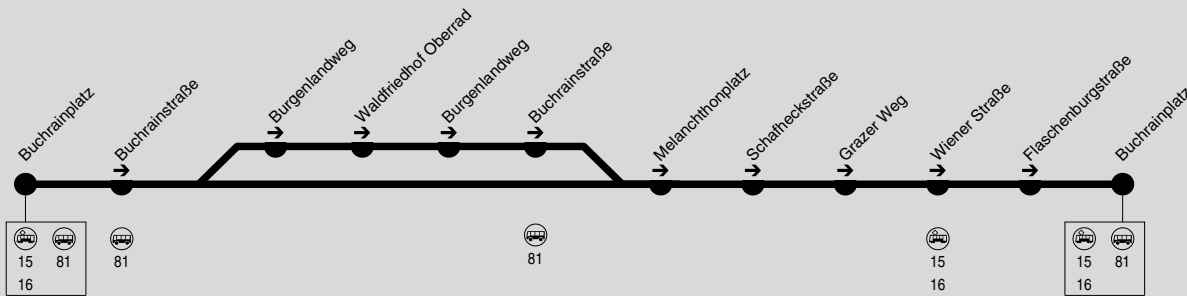 Buchrainplatz
Buchrainstraße
Burgenlandweg
Waldfriedhof Oberrad
Burgenlandweg
Buchrainstraße
Melanchthonplatz
Schafheckstraße
Grazer Weg
Wiener Straße
Flaschenburgstraße
Buchrainplatz
15 81
16
81
81
15
16
15 81
16